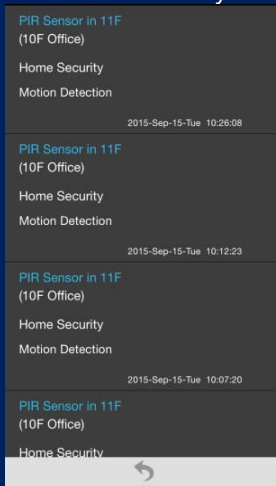 PIR Sensor in 11F
(10F Office)
Home Security
Motion Detection
2015-Sep-15-Tue 10:26:08
PIR Sensor in 11F
(10F Office)
Home Security
Motion Detection
2015-Sep-15-Tue 10:12:23
PIR Sensor in 11F
(10F Office)
Home Security
Motion Detection
2015-Sep-15-Tue 10:07:20
PIR Sensor in 11F
(10F Office)
Home Security